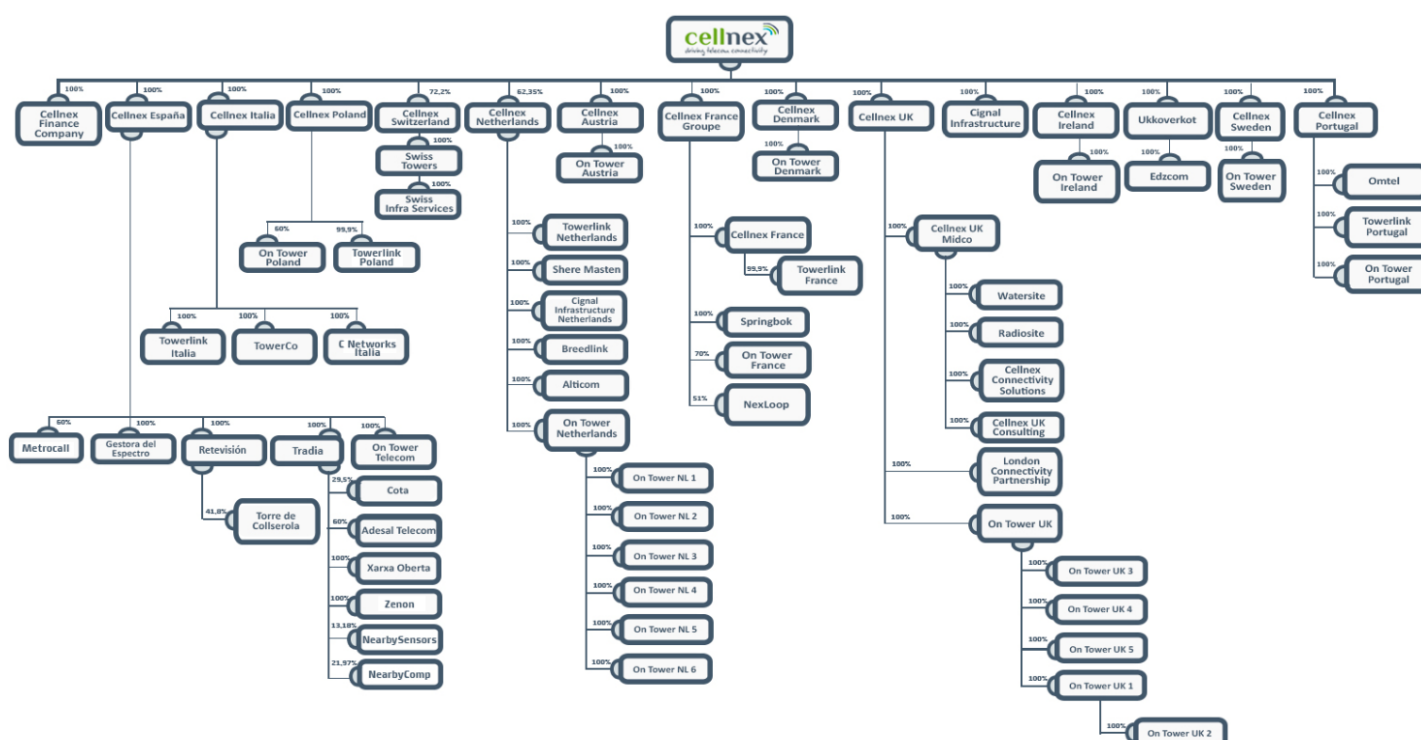 cellnex
driving telecom connectivity
100%
100%
100%
100%
72,2%
62,35%
100%
100%
100%
100%
100%
100%
100%
100%
100%
Cellnex
Finance
Company
Cellnex España
Cellnex Italia
Cellnex Poland
Cellnex
Switzerland
Cellnex
Netherlands
Cellnex
Austria
Cellnex France
Groupe
Cellnex
Denmark
Cellnex UK
Cignal
Infrastructure
Cellnex
Ireland
Ukkoverkot
Cellnex
Sweden
Cellnex
Portugal
100%
Swiss
Towers
100%
Swiss
Infra Services
100%
On Tower
Austria
100%
On Tower
Denmark
100%
On Tower
Ireland
100%
Edzcom
100%
On Tower
Sweden
100%
Omtel
100%
Towerlink
Portugal
100%
On Tower
Portugal
60%
On Tower
Poland
99,9%
Towerlink
Poland
100%
Towerlink
Italia
100%
TowerCo
100%
C Networks
Italia
100%
Towerlink
Netherlands
100%
Shere Masten
100%
Cignal
Infrastructure
Netherlands
100%
Breedlink
100%
Alticom
100%
On Tower
Netherlands
100%
On Tower NL 1
100%
On Tower NL 2
100%
On Tower NL 3
100%
On Tower NL 4
100%
On Tower NL 5
100%
On Tower NL 6
100%
Cellnex France
99,9%
Towerlink
France
100%
Springbok
70%
On Tower
France
51%
NexLoop
100%
Cellnex UK
Midco
100%
Watersite
100%
Radiosite
100%
Cellnex
Connectivity
Solutions
100%
Cellnex UK
Consulting
100%
London
Connectivity
Partnership
100%
On Tower UK
100%
On Tower UK 3
100%
On Tower UK 4
100%
On Tower UK 5
100%
On Tower UK 1
100%
On Tower UK 2
60%
Metrocall
100%
Gestora del
Espectro
100%
Retevisión
100%
Tradia
100%
On Tower
Telecom
41,8%
Torre de
Collserola
29,5%
Cota
60%
Adesal Telecom
100%
Xarxa Oberta
100%
Zenon
13,18%
NearbySensors
21,97%
NearbyComp